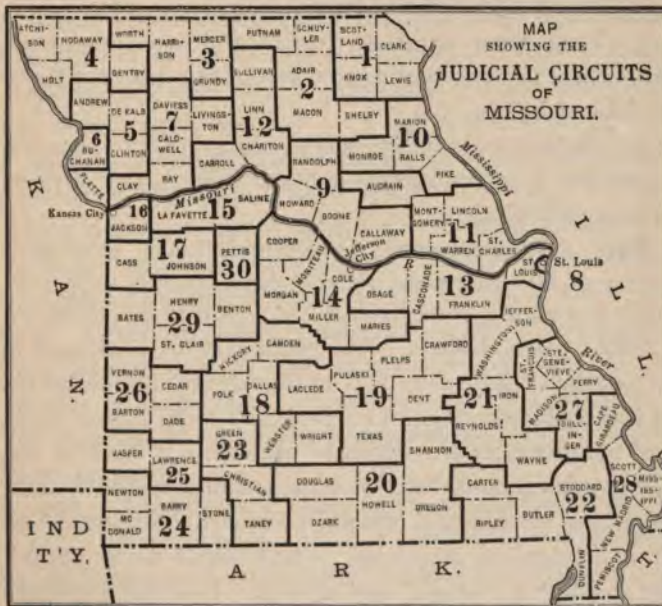 MAP
SHOWING THE
JUDICIAL CIRCUITS
OF
MISSOURI.
ATCHISON
NODAWAY
4
HOLT
WORTH
GENTRY
HARRISON
MERCER
3
GRUNDY
PUTNAM
SCHUYLER
SCOTLAND
1
KNOX
CLARK
LEWIS
SULLIVAN
ADAIR
2
MACON
ANDREW
DE KALB
5
CLINTON
DAVIESS
7
CALDWELL
LIVINGSTON
LINN
12
CHARITON
SHELBY
MARION
10
RALLS
6
BUCHANAN
PLATTE
CLAY
RAY
CARROLL
RANDOLPH
MONROE
PIKE
AUDRAIN
Mississippi
Missouri
Kansas City
16
JACKSON
LA FAYETTE
15
SALINE
HOWARD
9
BOONE
CALLAWAY
MONTGOMERY
LINCOLN
11
WARREN
ST. CHARLES
ST. LOUIS
St. Louis
8
CASS
17
JOHNSON
PETTIS
30
COOPER
MONITEAU
Jefferson City
COLE
R
OSAGE
GASCONADE
13
FRANKLIN
JEFFERSON
MORGAN
14
MILLER
MARIES
BATES
HENRY
29
ST. CLAIR
BENTON
CAMDEN
PULASKI
PHELPS
CRAWFORD
WASHINGTON
ST. FRANCOIS
STE. GENEVIEVE
PERRY
River
HICKORY
VERNON
26
BARTON
CEDAR
DADE
POLK
DALLAS
18
LACLEDE
19
DENT
21
IRON
REYNOLDS
MADISON
27
BOLLINGER
CAPE GIRARDEAU
WEBSTER
WRIGHT
TEXAS
SHANNON
WAYNE
JASPER
LAWRENCE
25
GREEN
23
CHRISTIAN
DOUGLAS
20
HOWELL
CARTER
OREGON
RIPLEY
BUTLER
STODDARD
22
SCOTT
28
MISSISSIPPI
NEW MADRID
NEWTON
McDONALD
BARRY
24
STONE
TANEY
OZARK
DUNKLIN
PEMISCOT
K A N.
I L L.
IND
T'Y.
A R K.
T.